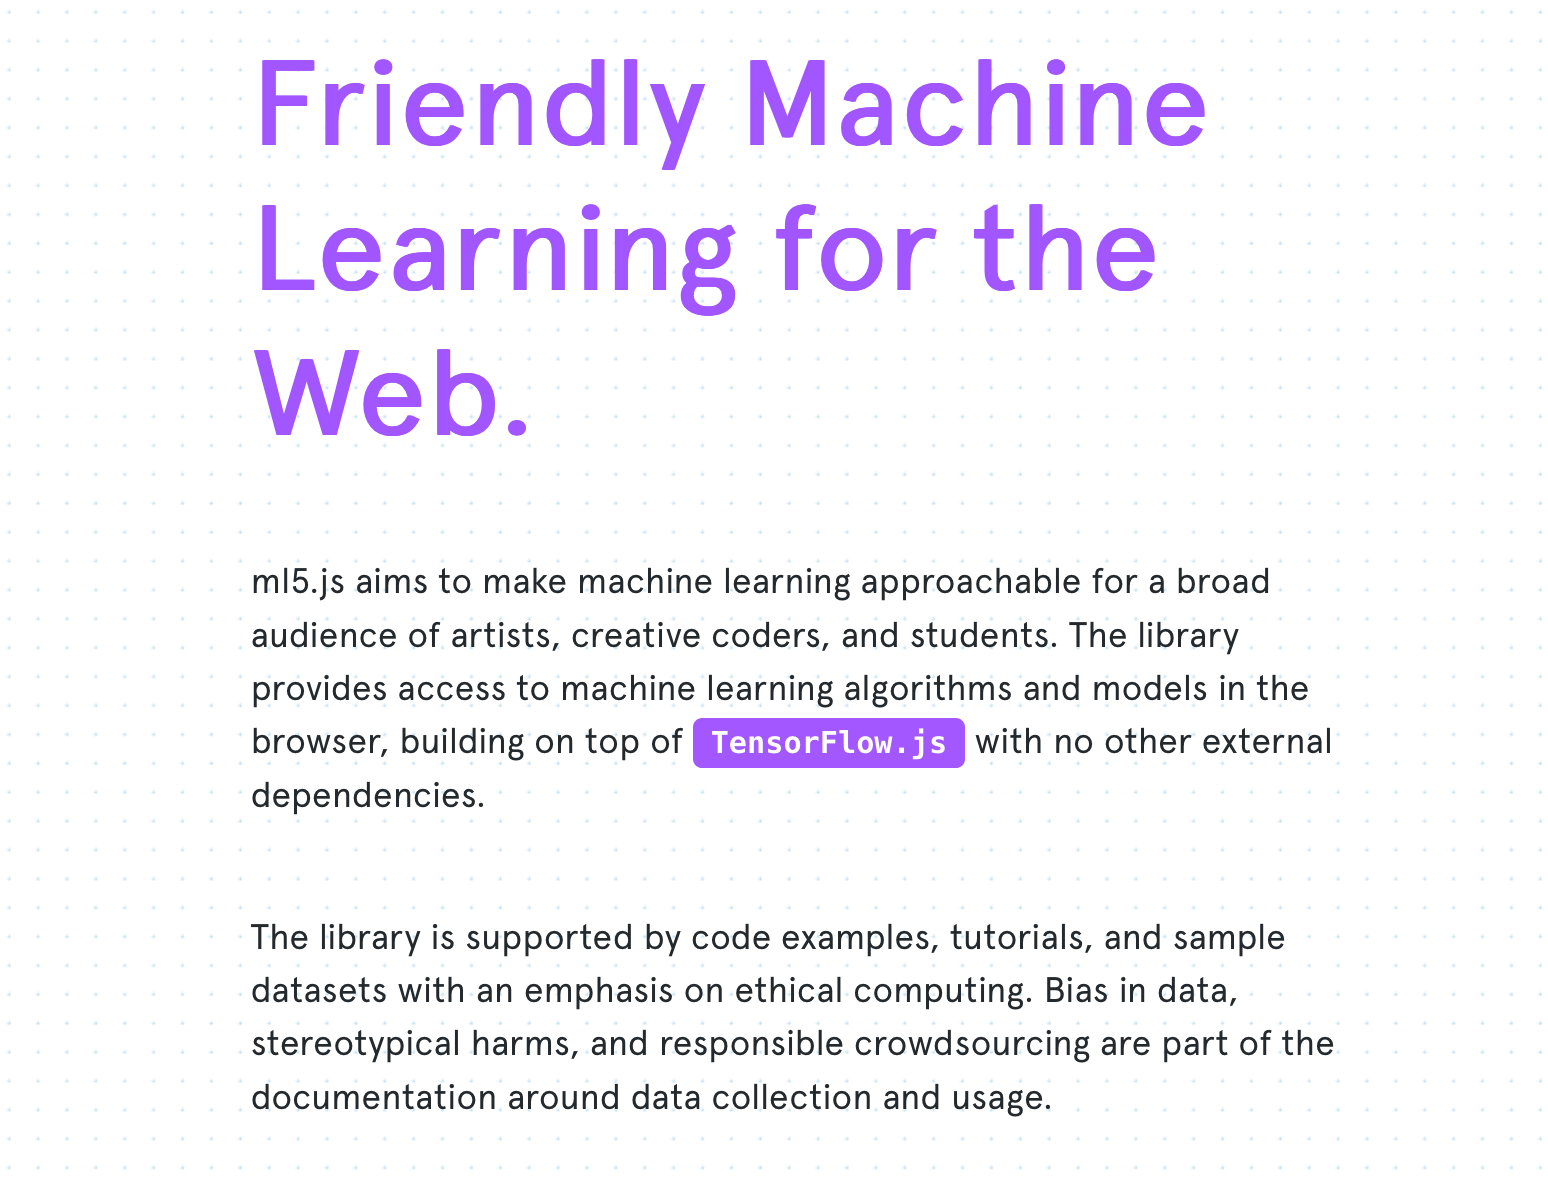 Friendly Machine
Learning for the
Web.
ml5.js aims to make machine learning approachable for a broad
audience of artists, creative coders, and students. The library
provides access to machine learning algorithms and models in the
browser, building on top of TensorFlow.js with no other external
dependencies.
The library is supported by code examples, tutorials, and sample
datasets with an emphasis on ethical computing. Bias in data,
stereotypical harms, and responsible crowdsourcing are part of the
documentation around data collection and usage.